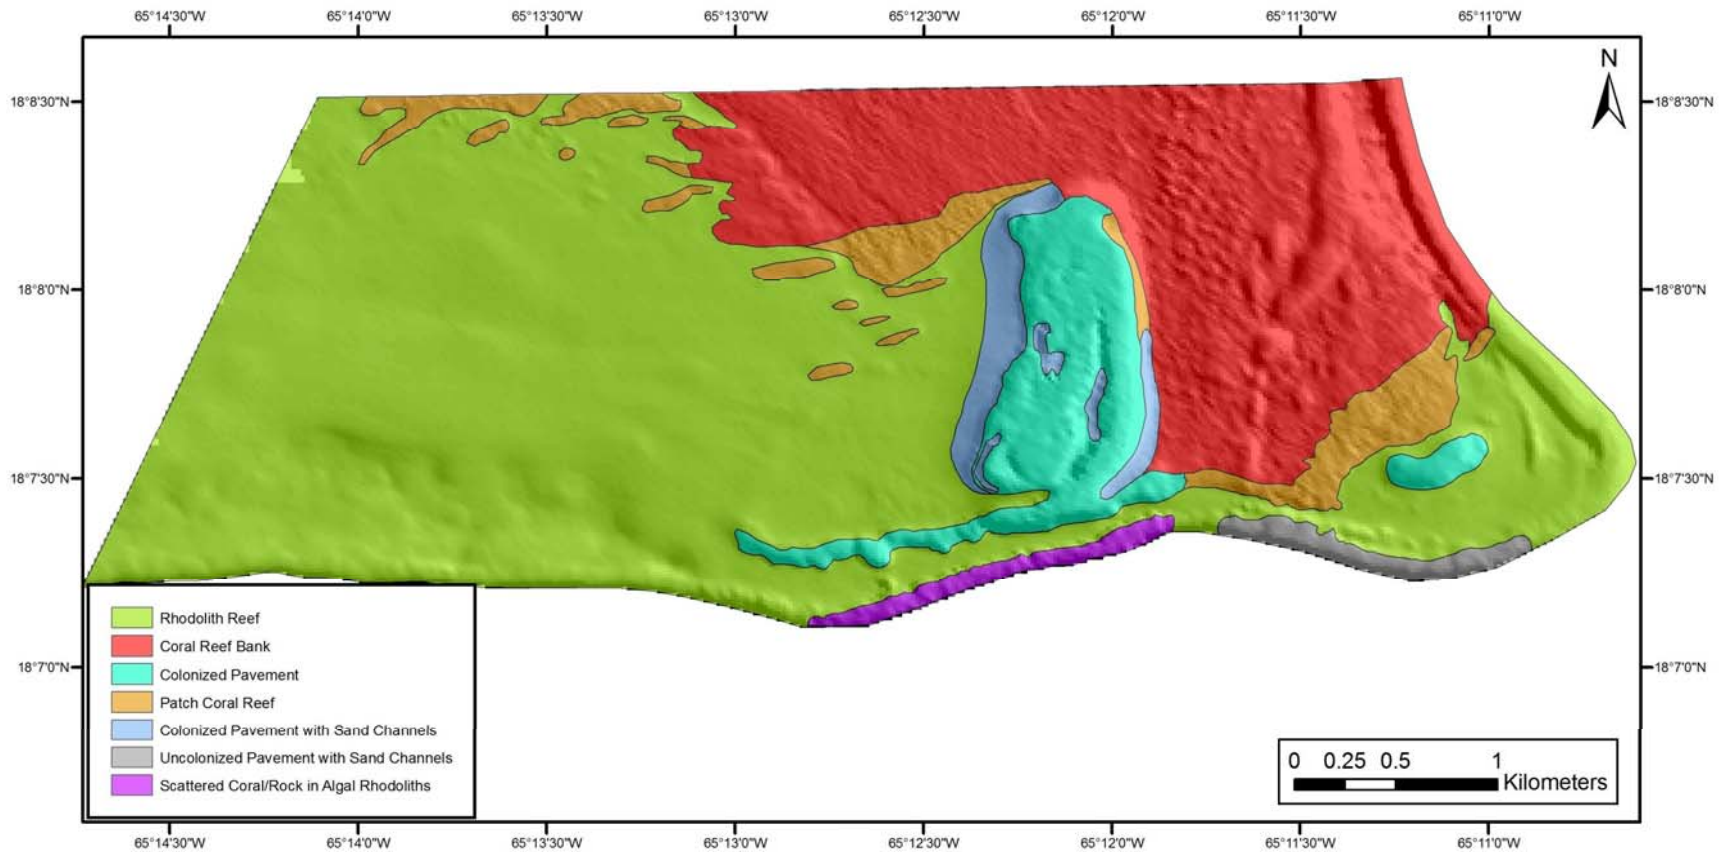 65°14'30"W 65°14'0"W 65°13'30"W 65°13'0"W 65°12'30"W 65°12'0"W 65°11'30"W 65°11'0"W
N
18°8'30"N 18°8'30"N
18°8'0"N 18°8'0"N
18°7'30"N 18°7'30"N
18°7'0"N 18°7'0"N
Rhodolith Reef
Coral Reef Bank
Colonized Pavement
Patch Coral Reef
Colonized Pavement with Sand Channels
Uncolonized Pavement with Sand Channels
Scattered Coral/Rock in Algal Rhodoliths
0 0.25 0.5 1
Kilometers
65°14'30"W 65°14'0"W 65°13'30"W 65°13'0"W 65°12'30"W 65°12'0"W 65°11'30"W 65°11'0"W